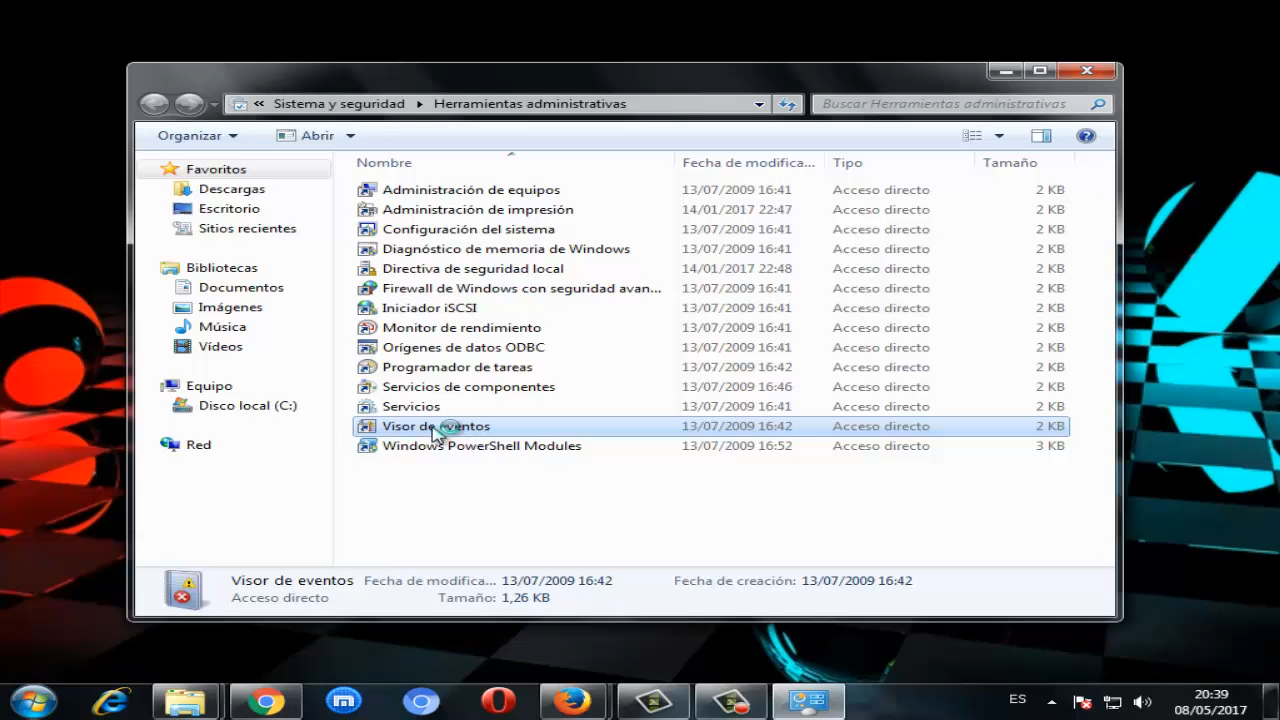 « Sistema y seguridad ▸ Herramientas administrativas
Buscar Herramientas administrativas
Organizar Abrir
Nombre Fecha de modifica... Tipo Tamaño
Favoritos
Descargas
Escritorio
Sitios recientes
Bibliotecas
Documentos
Imágenes
Música
Vídeos
Equipo
Disco local (C:)
Red
Administración de equipos 13/07/2009 16:41 Acceso directo 2 KB
Administración de impresión 14/01/2017 22:47 Acceso directo 2 KB
Configuración del sistema 13/07/2009 16:41 Acceso directo 2 KB
Diagnóstico de memoria de Windows 13/07/2009 16:41 Acceso directo 2 KB
Directiva de seguridad local 14/01/2017 22:48 Acceso directo 2 KB
Firewall de Windows con seguridad avan... 13/07/2009 16:41 Acceso directo 2 KB
Iniciador iSCSI 13/07/2009 16:41 Acceso directo 2 KB
Monitor de rendimiento 13/07/2009 16:41 Acceso directo 2 KB
Orígenes de datos ODBC 13/07/2009 16:41 Acceso directo 2 KB
Programador de tareas 13/07/2009 16:42 Acceso directo 2 KB
Servicios de componentes 13/07/2009 16:46 Acceso directo 2 KB
Servicios 13/07/2009 16:41 Acceso directo 2 KB
Visor de eventos 13/07/2009 16:42 Acceso directo 2 KB
Windows PowerShell Modules 13/07/2009 16:52 Acceso directo 3 KB
Visor de eventos Fecha de modifica... 13/07/2009 16:42 Fecha de creación: 13/07/2009 16:42
Acceso directo Tamaño: 1,26 KB
ES
20:39
08/05/2017